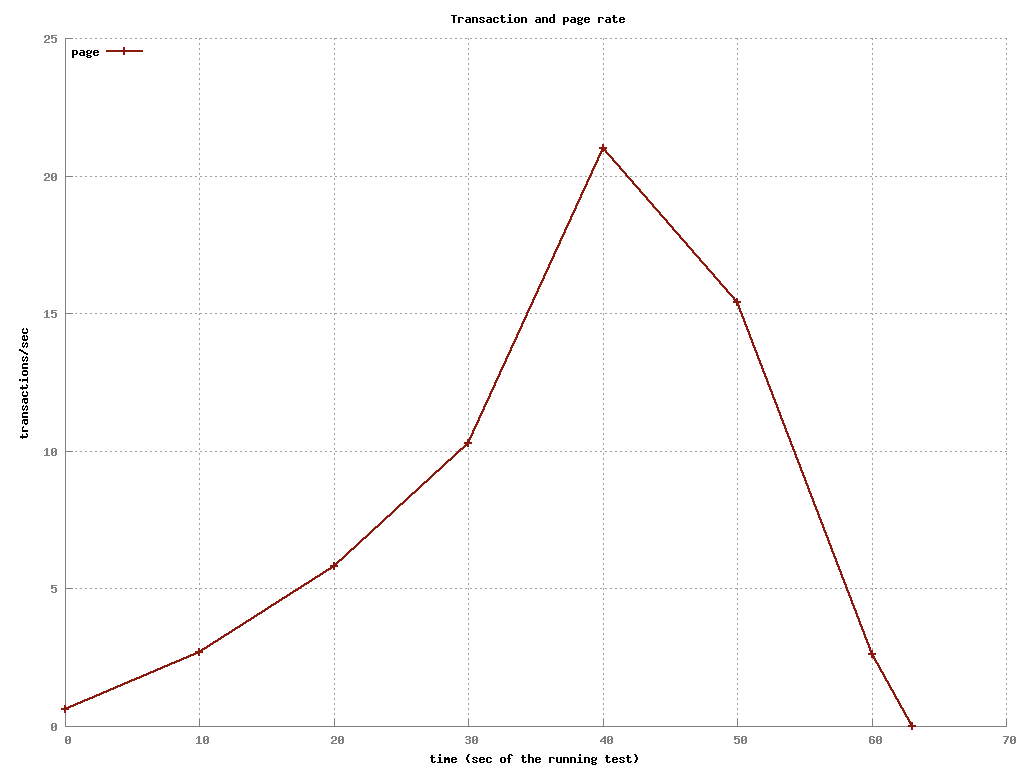 Transaction and page rate
page
25
20
15
10
5
0
transactions/sec
0 10 20 30 40 50 60 70
time (sec of the running test)